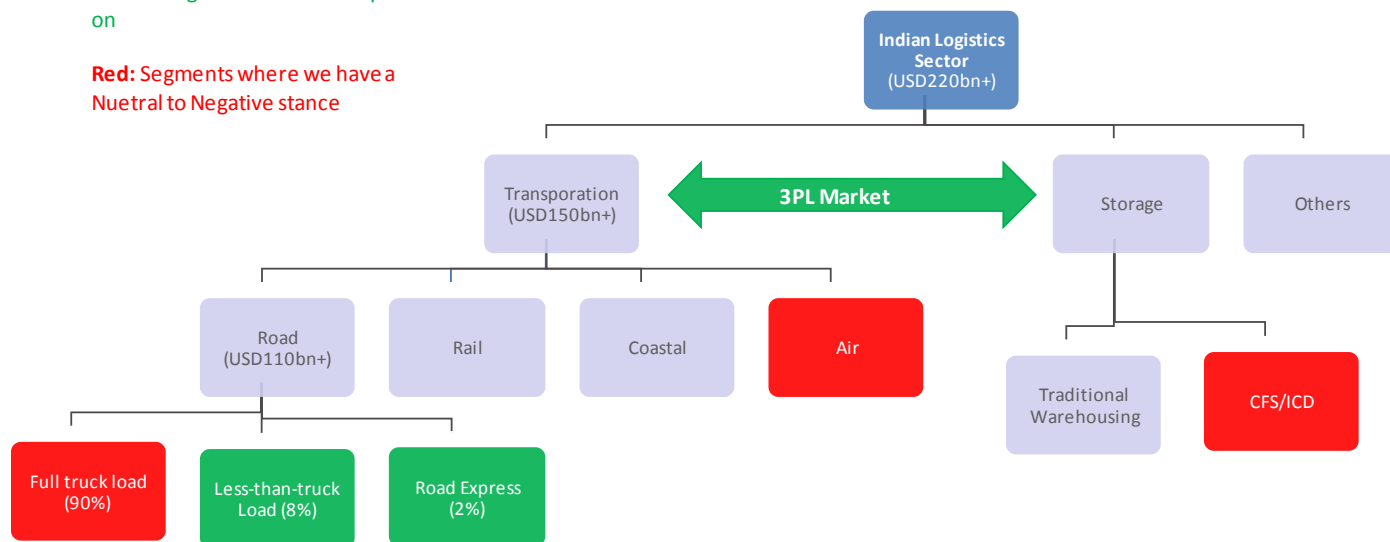 on
Red: Segments where we have a
Nuetral to Negative stance
Indian Logistics
Sector
(USD220bn+)
Transporation
(USD150bn+)
3PL Market
Storage
Others
Road
(USD110bn+)
Rail
Coastal
Air
Traditional
Warehousing
CFS/ICD
Full truck load
(90%)
Less-than-truck
Load (8%)
Road Express
(2%)